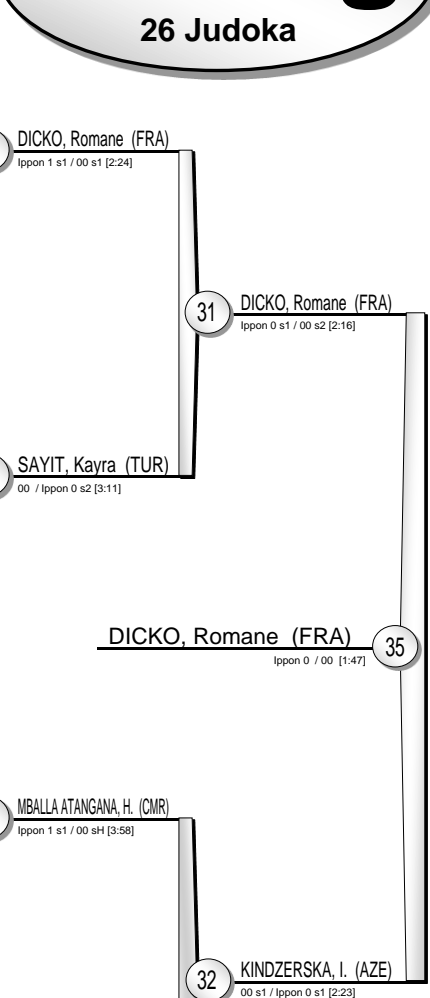 26 Judoka
DICKO, Romane (FRA)
Ippon 1 s1 / 00 s1 [2:24]
31
DICKO, Romane (FRA)
Ippon 0 s1 / 00 s2 [2:16]
SAYIT, Kayra (TUR)
00 / Ippon 0 s2 [3:11]
DICKO, Romane (FRA)
35
Ippon 0 / 00 [1:47]
MBALLA ATANGANA, H. (CMR)
Ippon 1 s1 / 00 sH [3:58]
32
KINDZERSKA, I. (AZE)
00 s1 / Ippon 0 s1 [2:23]